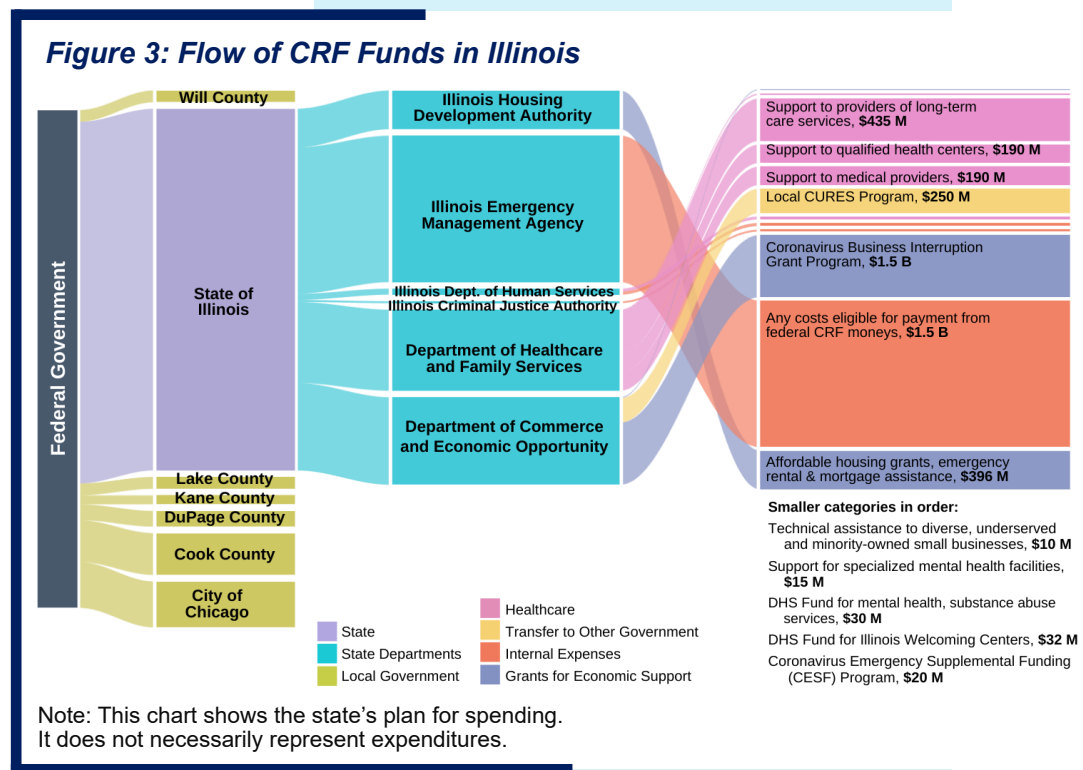 Figure 3: Flow of CRF Funds in Illinois
Federal Government
Will County
State of
Illinois
Lake County
Kane County
DuPage County
Cook County
City of
Chicago
Illinois Housing
Development Authority
Illinois Emergency
Management Agency
Illinois Dept. of Human Services
Illinois Criminal Justice Authority
Department of Healthcare
and Family Services
Department of Commerce
and Economic Opportunity
Support to providers of long-term
care services, $435 M
Support to qualified health centers, $190 M
Support to medical providers, $190 M
Local CURES Program, $250 M
Coronavirus Business Interruption
Grant Program, $1.5 B
Any costs eligible for payment from
federal CRF moneys, $1.5 B
Affordable housing grants, emergency
rental & mortgage assistance, $396 M
Smaller categories in order:
Technical assistance to diverse, underserved
and minority-owned small businesses, $10 M
Support for specialized mental health facilities,
$15 M
DHS Fund for mental health, substance abuse
services, $30 M
DHS Fund for Illinois Welcoming Centers, $32 M
Coronavirus Emergency Supplemental Funding
(CESF) Program, $20 M
State
State Departments
Local Government
Healthcare
Transfer to Other Government
Internal Expenses
Grants for Economic Support
Note: This chart shows the state's plan for spending.
It does not necessarily represent expenditures.